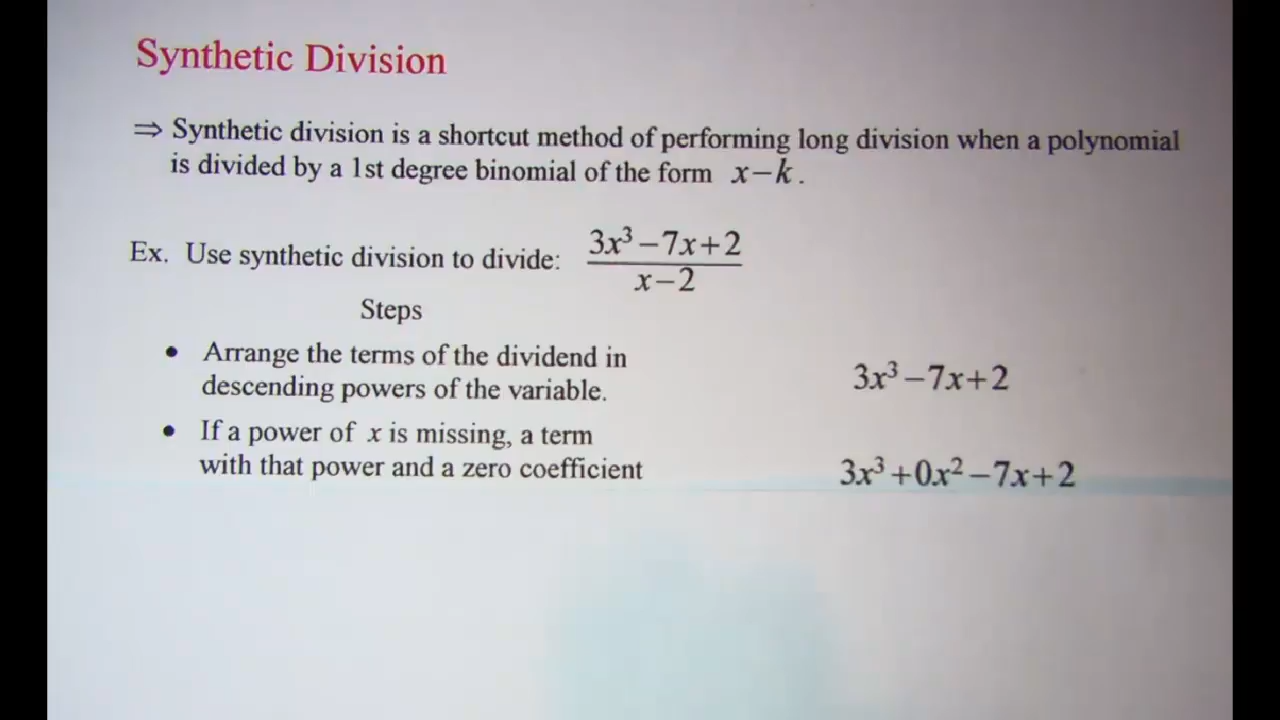 Synthetic Division
⇒ Synthetic division is a shortcut method of performing long division when a polynomial
is divided by a 1st degree binomial of the form x−k.
Ex. Use synthetic division to divide: (3x³−7x+2)/(x−2)
Steps
• Arrange the terms of the dividend in
descending powers of the variable.
3x³−7x+2
• If a power of x is missing, a term
with that power and a zero coefficient
3x³+0x²−7x+2